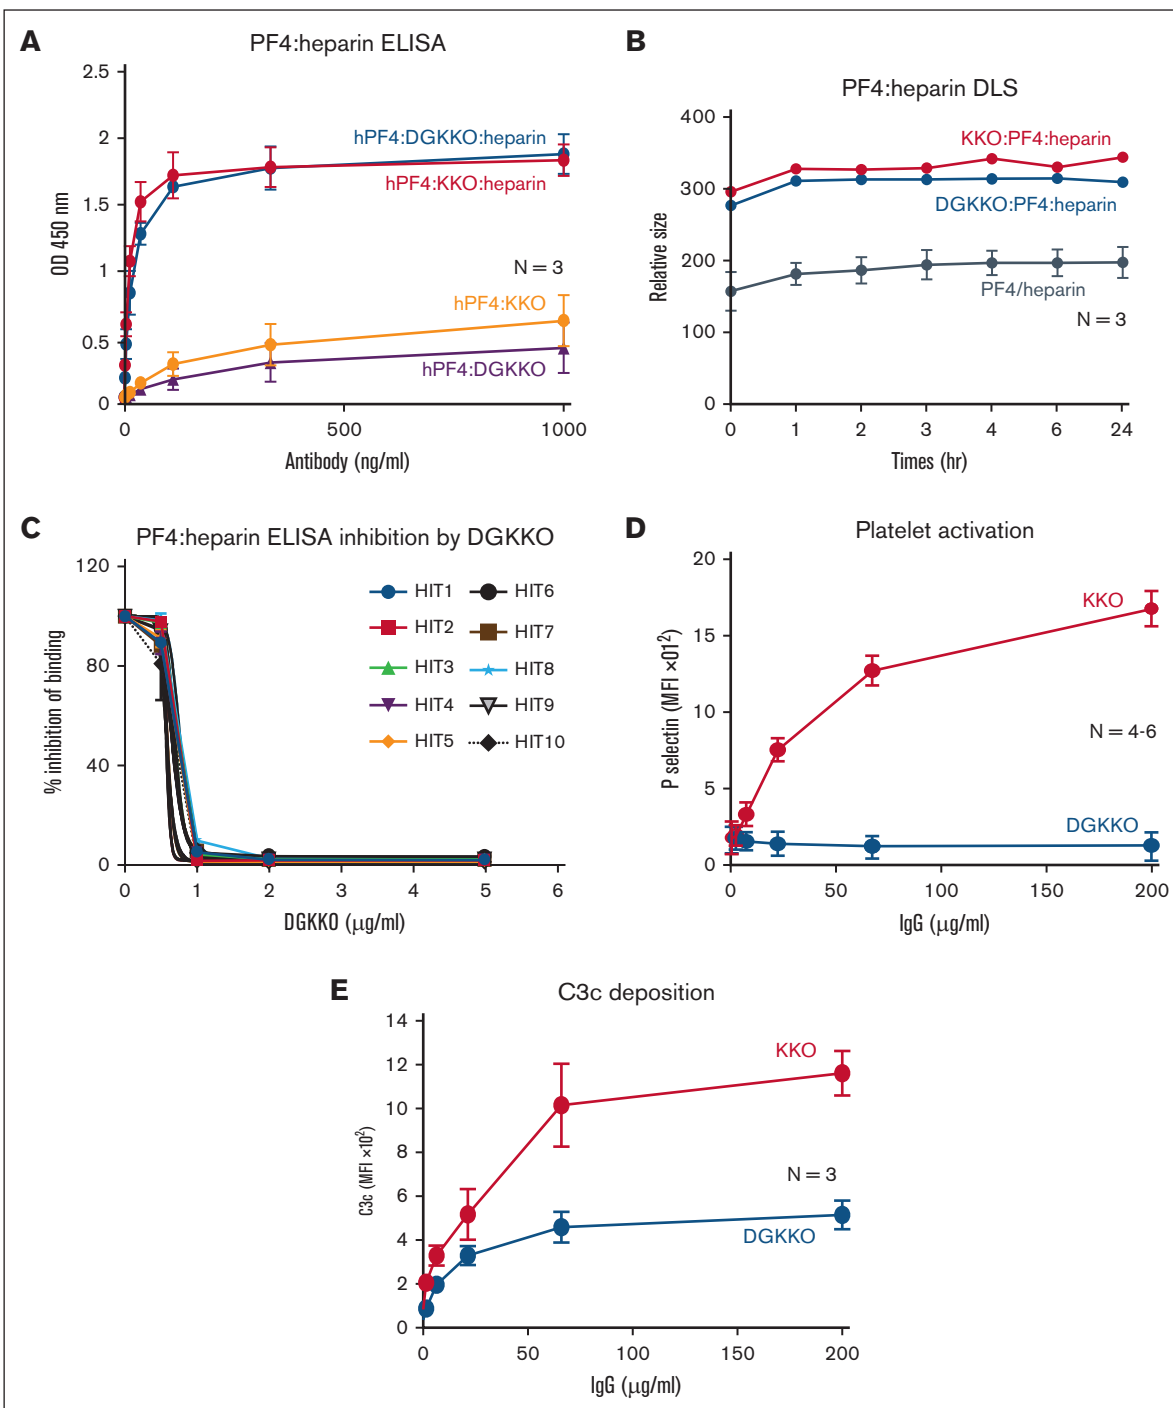 A
PF4:heparin ELISA
2.5
2
1.5
1
0.5
0
OD 450 nm
hPF4:DGKKO:heparin
hPF4:KKO:heparin
N = 3
hPF4:KKO
hPF4:DGKKO
0
500
1000
Antibody (ng/ml)
B
PF4:heparin DLS
400
300
200
100
0
Relative size
KKO:PF4:heparin
DGKKO:PF4:heparin
PF4/heparin
N = 3
0
1
2
3
4
6
24
Times (hr)
C
PF4:heparin ELISA inhibition by DGKKO
120
80
40
0
% inhibition of binding
HIT1
HIT2
HIT3
HIT4
HIT5
HIT6
HIT7
HIT8
HIT9
HIT10
0
1
2
3
4
5
6
DGKKO (μg/ml)
D
Platelet activation
20
15
10
5
0
P selectin (MFI ×01²)
KKO
N = 4-6
DGKKO
0
50
100
150
200
IgG (μg/ml)
E
C3c deposition
14
12
10
8
6
4
2
0
C3c (MFI ×10²)
KKO
N = 3
DGKKO
0
50
100
150
200
IgG (μg/ml)